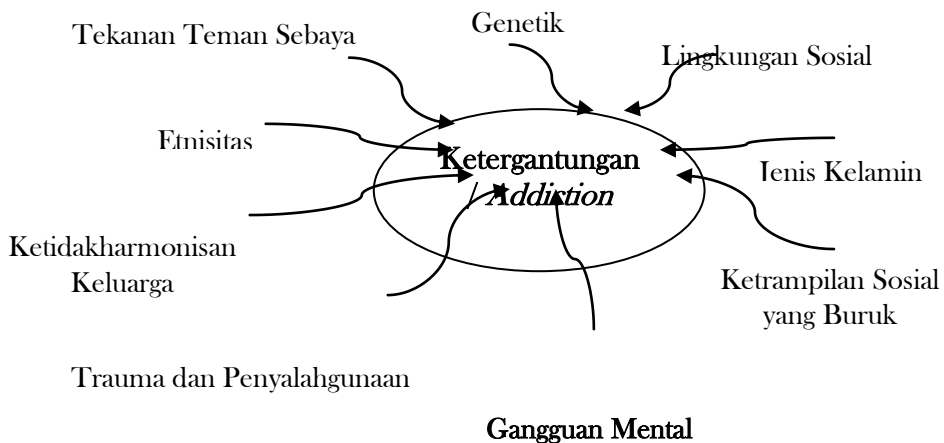 Genetik
Tekanan Teman Sebaya
Lingkungan Sosial
Etnisitas
Ketergantungan
/ Addiction
Jenis Kelamin
Ketidakharmonisan
Keluarga
Ketrampilan Sosial
yang Buruk
Trauma dan Penyalahgunaan
Gangguan Mental